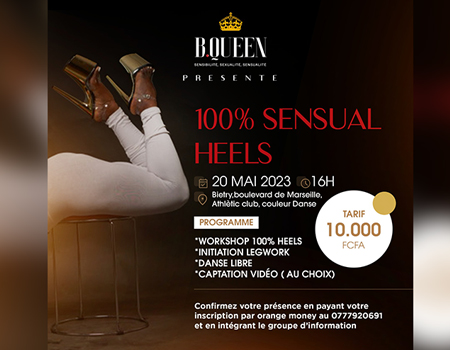 B.QUEEN
SENSIBILITÉ, SEXUALITÉ, SENSUALITÉ
PRESENTE
100% SENSUAL
HEELS
20 MAI 2023 16H
Bietry,boulevard de Marseille,
Athlètic club, couleur Danse
PROGRAMME
*WORKSHOP 100% HEELS
*INITIATION LEGWORK
*DANSE LIBRE
*CAPTATION VIDÉO ( AU CHOIX)
TARIF
10.000
FCFA
Confirmez votre présence en payant votre
inscription par orange money au 0777920691
et en intégrant le groupe d'information